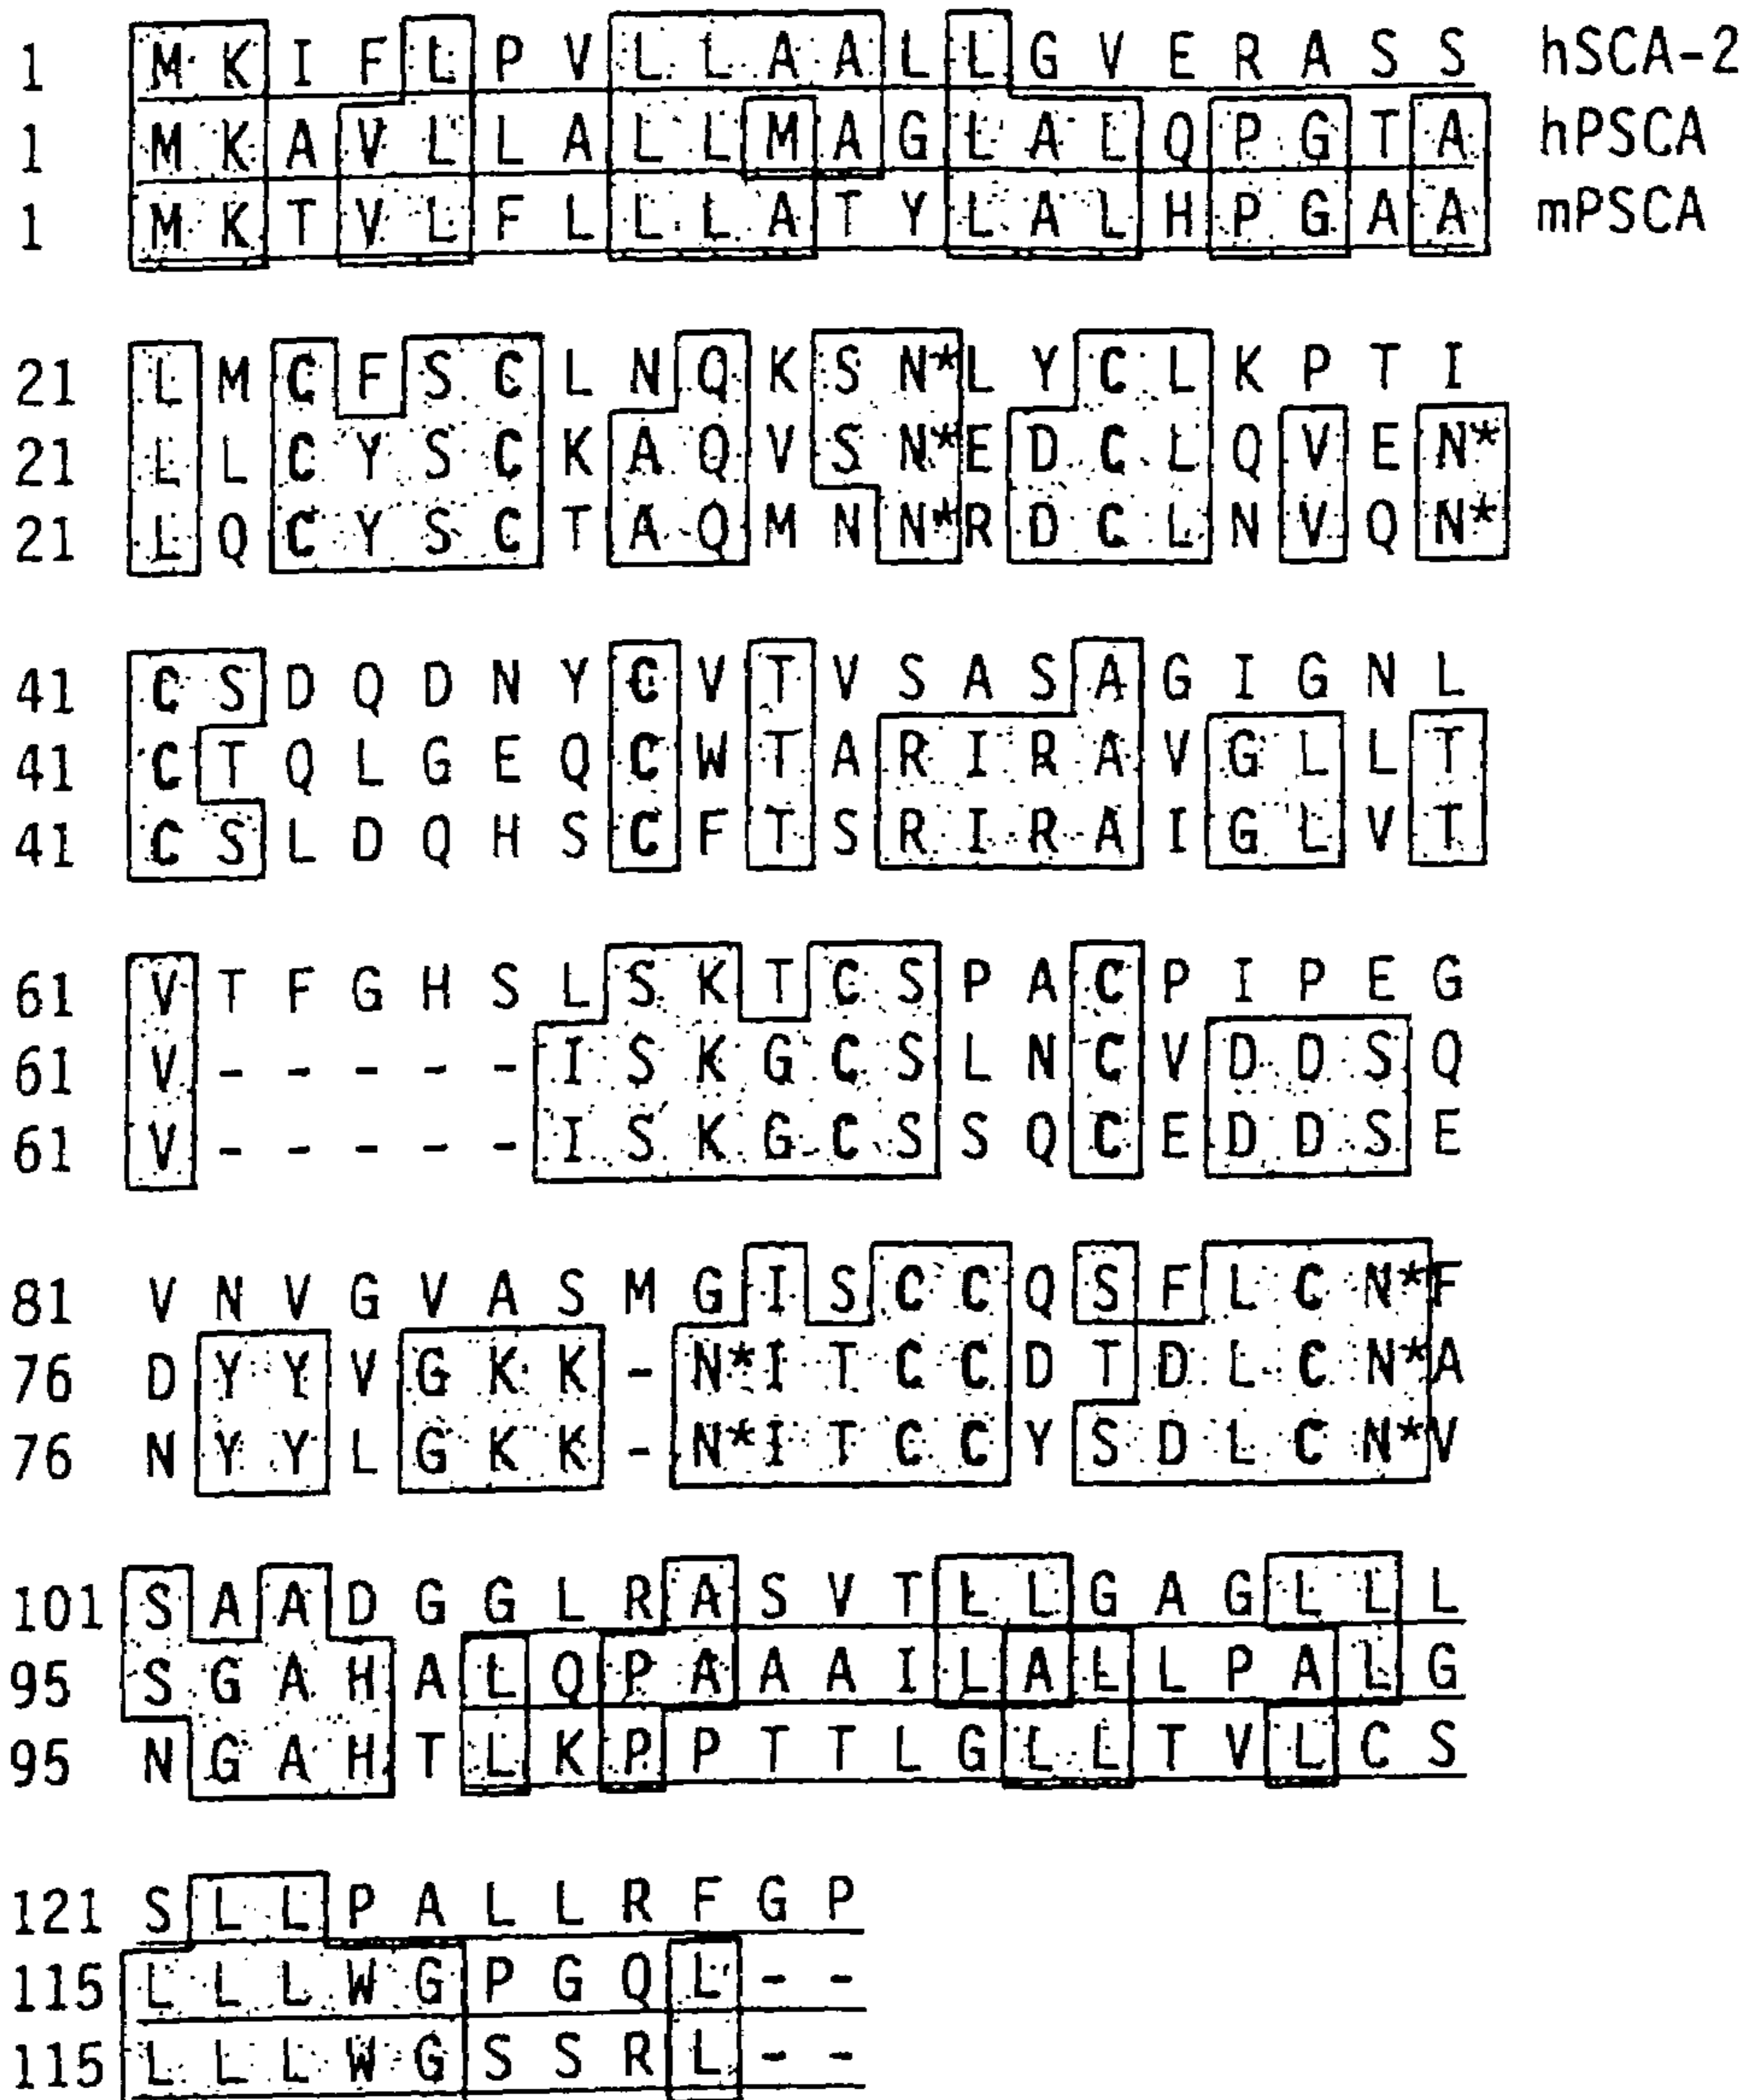 1 M K I F L P V L L A A L L G V E R A S S hSCA-2
1 M K A V L L A L L M A G L A L Q P G T A hPSCA
1 M K T V L F L L L A T Y L A L H P G A A mPSCA
21 L M C F S C L N Q K S N* L Y C L K P T I
21 L L C Y S C K A Q V S N* E D C L Q V E N*
21 L Q C Y S C T A Q M N N* R D C L N V Q N*
41 C S D Q D N Y C V T V S A S A G I G N L
41 C T Q L G E Q C W T A R I R A V G L L T
41 C S L D Q H S C F T S R I R A I G L V T
61 V T F G H S L S K T C S P A C P I P E G
61 V - - - - - I S K G C S L N C V D D S Q
61 V - - - - - I S K G C S S Q C E D D S E
81 V N V G V A S M G I S C C Q S F L C N* F
76 D Y Y V G K K - N* I T C C D T D L C N* A
76 N Y Y L G K K - N* I T C C Y S D L C N* V
101 S A A D G G L R A S V T L L G A G L L L
95 S G A H A L Q P A A A I L A L L P A L G
95 N G A H T L K P P T T L G L L T V L C S
121 S L L P A L L R F G P
115 L L L W G P G Q L - -
115 L L L W G S S R L - -